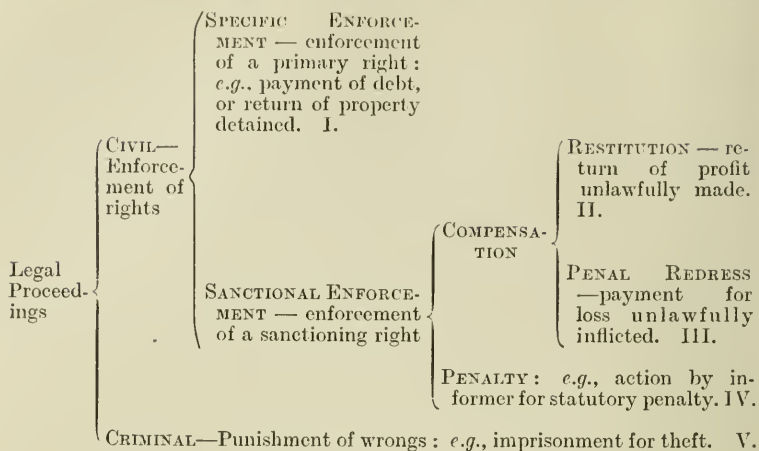 SPECIFIC ENFORCE-
MENT — enforcement
of a primary right:
e.g., payment of debt,
or return of property
detained. I.
CIVIL—
Enforce-
ment of
rights
RESTITUTION — re-
turn of profit
unlawfully made.
II.
COMPENSA-
TION
PENAL REDRESS
—payment for
loss unlawfully
inflicted. III.
Legal
Proceed-
ings
SANCTIONAL ENFORCE-
MENT — enforcement
of a sanctioning right
PENALTY: e.g., action by in-
former for statutory penalty. IV.
CRIMINAL—Punishment of wrongs: e.g., imprisonment for theft. V.